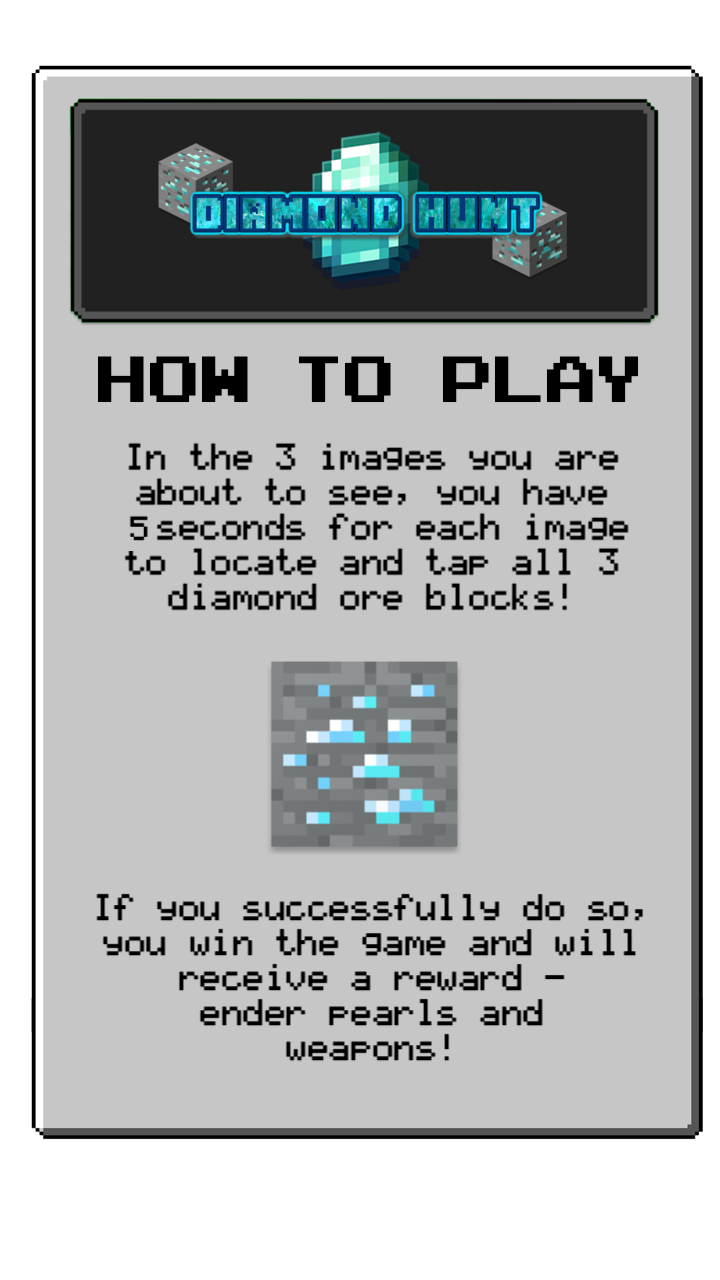 DIAMOND HUNT
HOW TO PLAY
In the 3 images you are
about to see, you have
5 seconds for each image
to locate and tap all 3
diamond ore blocks!
If you successfully do so,
you win the game and will
receive a reward -
ender pearls and
weapons!